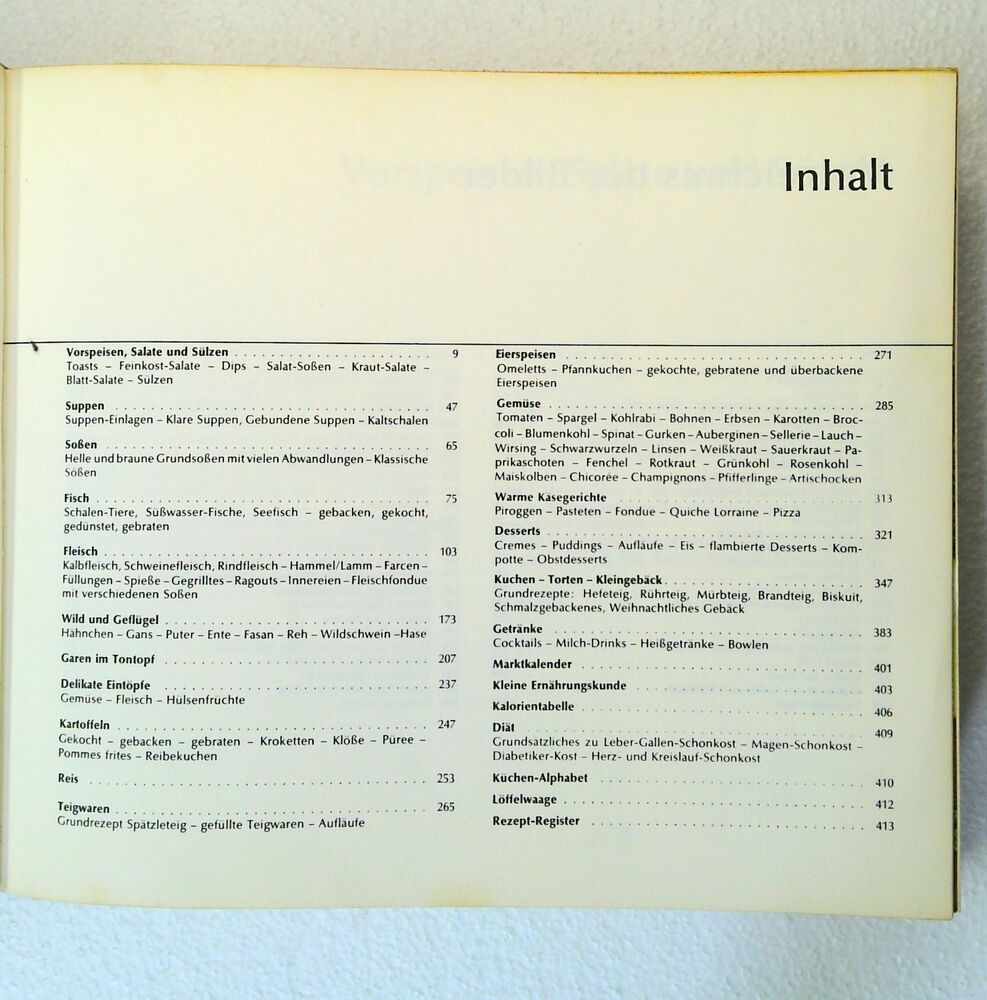 Inhalt
Vorspeisen, Salate und Sülzen . . . . . . . . . . . . . . . . . . . . . . 9
Toasts – Feinkost-Salate – Dips – Salat-Soßen – Kraut-Salate –
Blatt-Salate – Sülzen
Suppen . . . . . . . . . . . . . . . . . . . . . . 47
Suppen-Einlagen – Klare Suppen, Gebundene Suppen – Kaltschalen
Soßen . . . . . . . . . . . . . . . . . . . . . . 65
Helle und braune Grundsoßen mit vielen Abwandlungen – Klassische
Soßen
Fisch . . . . . . . . . . . . . . . . . . . . . . 75
Schalen-Tiere, Süßwasser-Fische, Seefisch – gebacken, gekocht,
gedünstet, gebraten
Fleisch . . . . . . . . . . . . . . . . . . . . . . 103
Kalbfleisch, Schweinefleisch, Rindfleisch – Hammel/Lamm – Farcen –
Füllungen – Spieße – Gegrilltes – Ragouts – Innereien – Fleischfondue
mit verschiedenen Soßen
Wild und Geflügel . . . . . . . . . . . . . . . . . . . . . . 173
Hähnchen – Gans – Puter – Ente – Fasan – Reh – Wildschwein –Hase
Garen im Tontopf . . . . . . . . . . . . . . . . . . . . . . 207
Delikate Eintöpfe . . . . . . . . . . . . . . . . . . . . . . 237
Gemüse – Fleisch – Hülsenfrüchte
Kartoffeln . . . . . . . . . . . . . . . . . . . . . . 247
Gekocht – gebacken – gebraten – Kroketten – Klöße – Püree –
Pommes frites – Reibekuchen
Reis . . . . . . . . . . . . . . . . . . . . . . 253
Teigwaren . . . . . . . . . . . . . . . . . . . . . . 265
Grundrezept Spätzleteig – gefüllte Teigwaren – Aufläufe
Eierspeisen . . . . . . . . . . . . . . . . . . . . . . 271
Omeletts – Pfannkuchen – gekochte, gebratene und überbackene
Eierspeisen
Gemüse . . . . . . . . . . . . . . . . . . . . . . 285
Tomaten – Spargel – Kohlrabi – Bohnen – Erbsen – Karotten – Broc-
coli – Blumenkohl – Spinat – Gurken – Auberginen – Sellerie – Lauch –
Wirsing – Schwarzwurzeln – Linsen – Weißkraut – Sauerkraut – Pa-
prikaschoten – Fenchel – Rotkraut – Grünkohl – Rosenkohl –
Maiskolben – Chicorée – Champignons – Pfifferlinge – Artischocken
Warme Käsegerichte . . . . . . . . . . . . . . . . . . . . . . 313
Piroggen – Pasteten – Fondue – Quiche Lorraine – Pizza
Desserts . . . . . . . . . . . . . . . . . . . . . . 321
Cremes – Puddings – Aufläufe – Eis – flambierte Desserts – Kom-
potte – Obstdesserts
Kuchen – Torten – Kleingebäck . . . . . . . . . . . . . . . . . . . . . . 347
Grundrezepte: Hefeteig, Rührteig, Mürbteig, Brandteig, Biskuit,
Schmalzgebackenes, Weihnachtliches Gebäck
Getränke . . . . . . . . . . . . . . . . . . . . . . 383
Cocktails – Milch-Drinks – Heißgetränke – Bowlen
Marktkalender . . . . . . . . . . . . . . . . . . . . . . 401
Kleine Ernährungskunde . . . . . . . . . . . . . . . . . . . . . . 403
Kalorientabelle . . . . . . . . . . . . . . . . . . . . . . 406
Diät . . . . . . . . . . . . . . . . . . . . . . 409
Grundsätzliches zu Leber-Gallen-Schonkost – Magen-Schonkost –
Diabetiker-Kost – Herz- und Kreislauf-Schonkost
Küchen-Alphabet . . . . . . . . . . . . . . . . . . . . . . 410
Löffelwaage . . . . . . . . . . . . . . . . . . . . . . 412
Rezept-Register . . . . . . . . . . . . . . . . . . . . . . 413